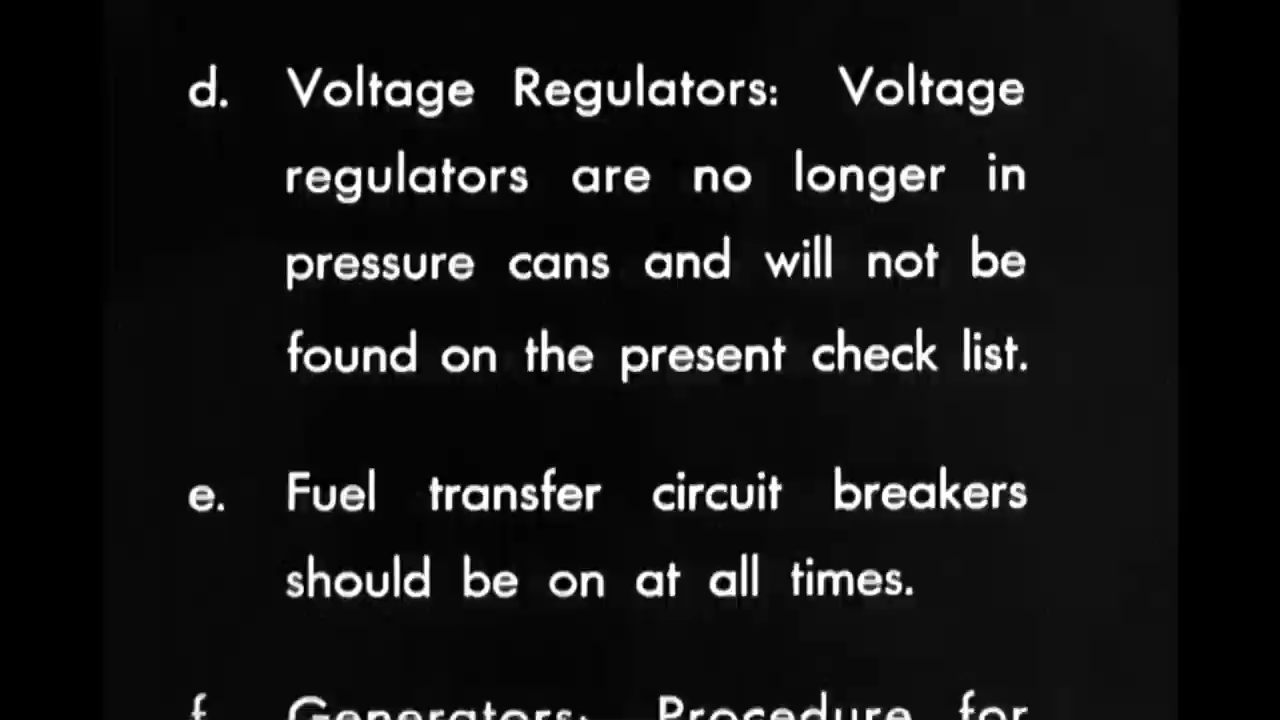 d. Voltage Regulators: Voltage
regulators are no longer in
pressure cans and will not be
found on the present check list.
e. Fuel transfer circuit breakers
should be on at all times.
f. Generators: Procedure for